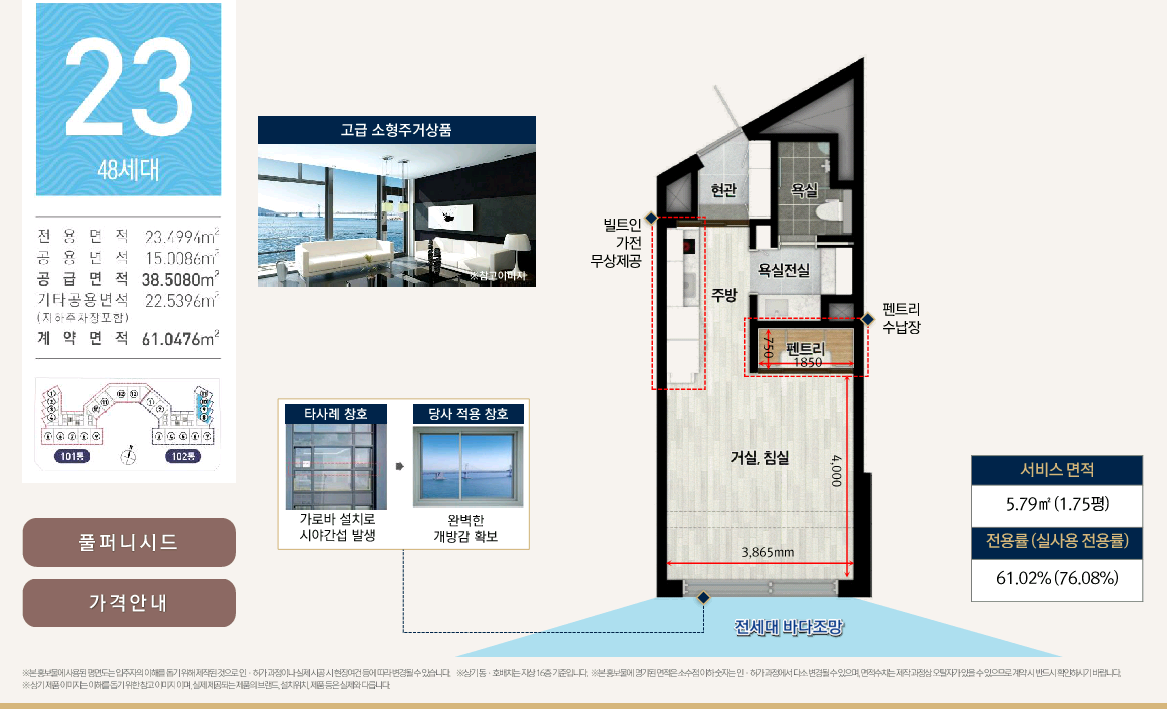 23
48세대
전용면적 23.4994m²
공용면적 15.0086m²
공급면적 38.5080m²
기타공용면적 22.5396m²
(지하주차장포함)
계약면적 61.0476m²
101동
102동
풀퍼니시드
가격안내
고급 소형주거상품
※참고이미지
타사례 창호
당사 적용 창호
가로바 설치로
시야간섭 발생
완벽한
개방감 확보
빌트인
가전
무상제공
현관
욕실
욕실전실
주방
펜트리
수납장
펜트리
750
1850
거실, 침실
4,000
3,865mm
전세대 바다조망
서비스 면적
5.79㎡ (1.75평)
전용률 (실사용 전용률)
61.02% (76.08%)
※본 홍보물에 사용된 평면도는 입주자의 이해를 돕기 위해 제작된 것으로 인·허가 과정이나 실제 시공 시 현장여건 등에 따라 변경될 수 있습니다. ※상기 동·호배치는 지상 16층 기준입니다. ※본 홍보물에 명기된 면적은 소수점 이하 숫자는 인·허가 과정에서 다소 변경될 수 있으며, 면적수치는 제작 과정상 오탈자가 있을 수 있으므로 계약 시 반드시 확인하시기 바랍니다.
※상기 제품 이미지는 이해를 돕기 위한 참고 이미지이며, 실제 제공되는 제품의 브랜드, 설치위치, 제품 등은 실제와 다릅니다.